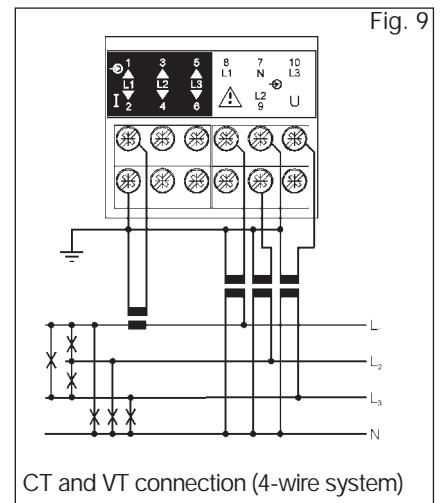 Fig. 9
1 3 5 8 7 10
L1 N L3
L1 L2 L3
L2
I 2 4 6 9 U
L
L2
L3
N
CT and VT connection (4-wire system)